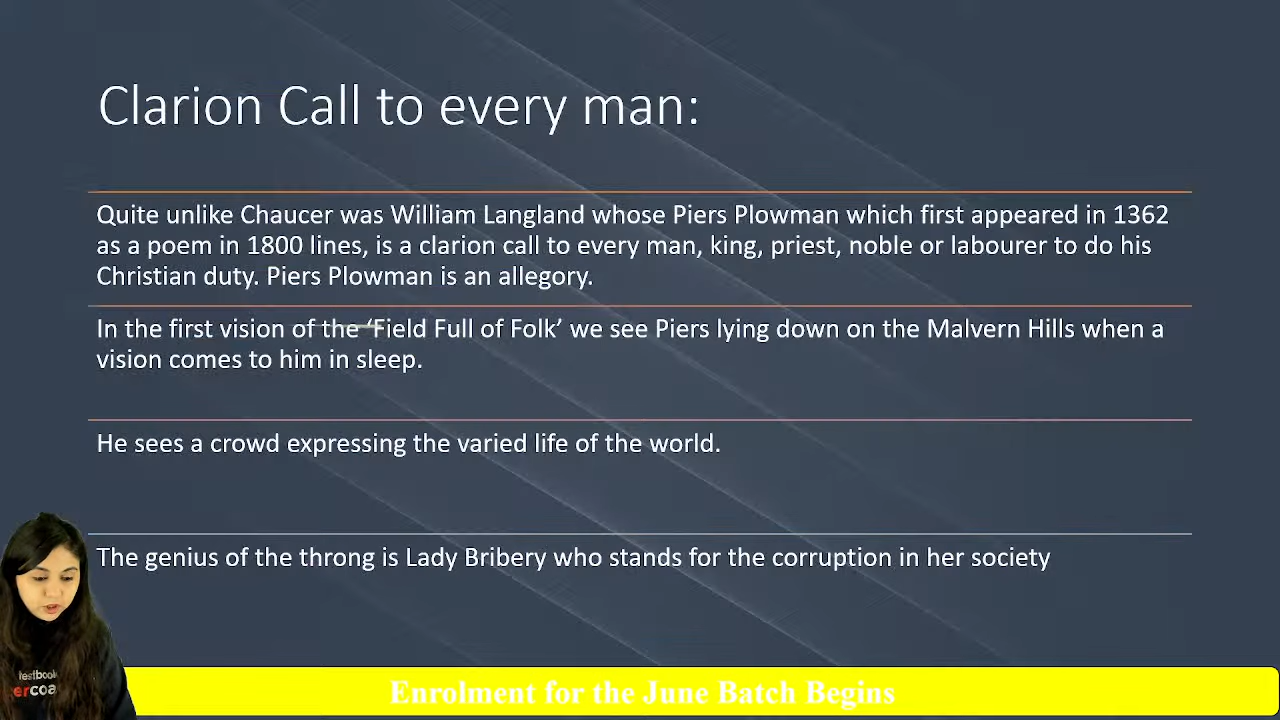 Clarion Call to every man:
Quite unlike Chaucer was William Langland whose Piers Plowman which first appeared in 1362
as a poem in 1800 lines, is a clarion call to every man, king, priest, noble or labourer to do his
Christian duty. Piers Plowman is an allegory.
In the first vision of the ‘Field Full of Folk’ we see Piers lying down on the Malvern Hills when a
vision comes to him in sleep.
He sees a crowd expressing the varied life of the world.
The genius of the throng is Lady Bribery who stands for the corruption in her society
testbook
ercoa
Enrolment for the June Batch Begins